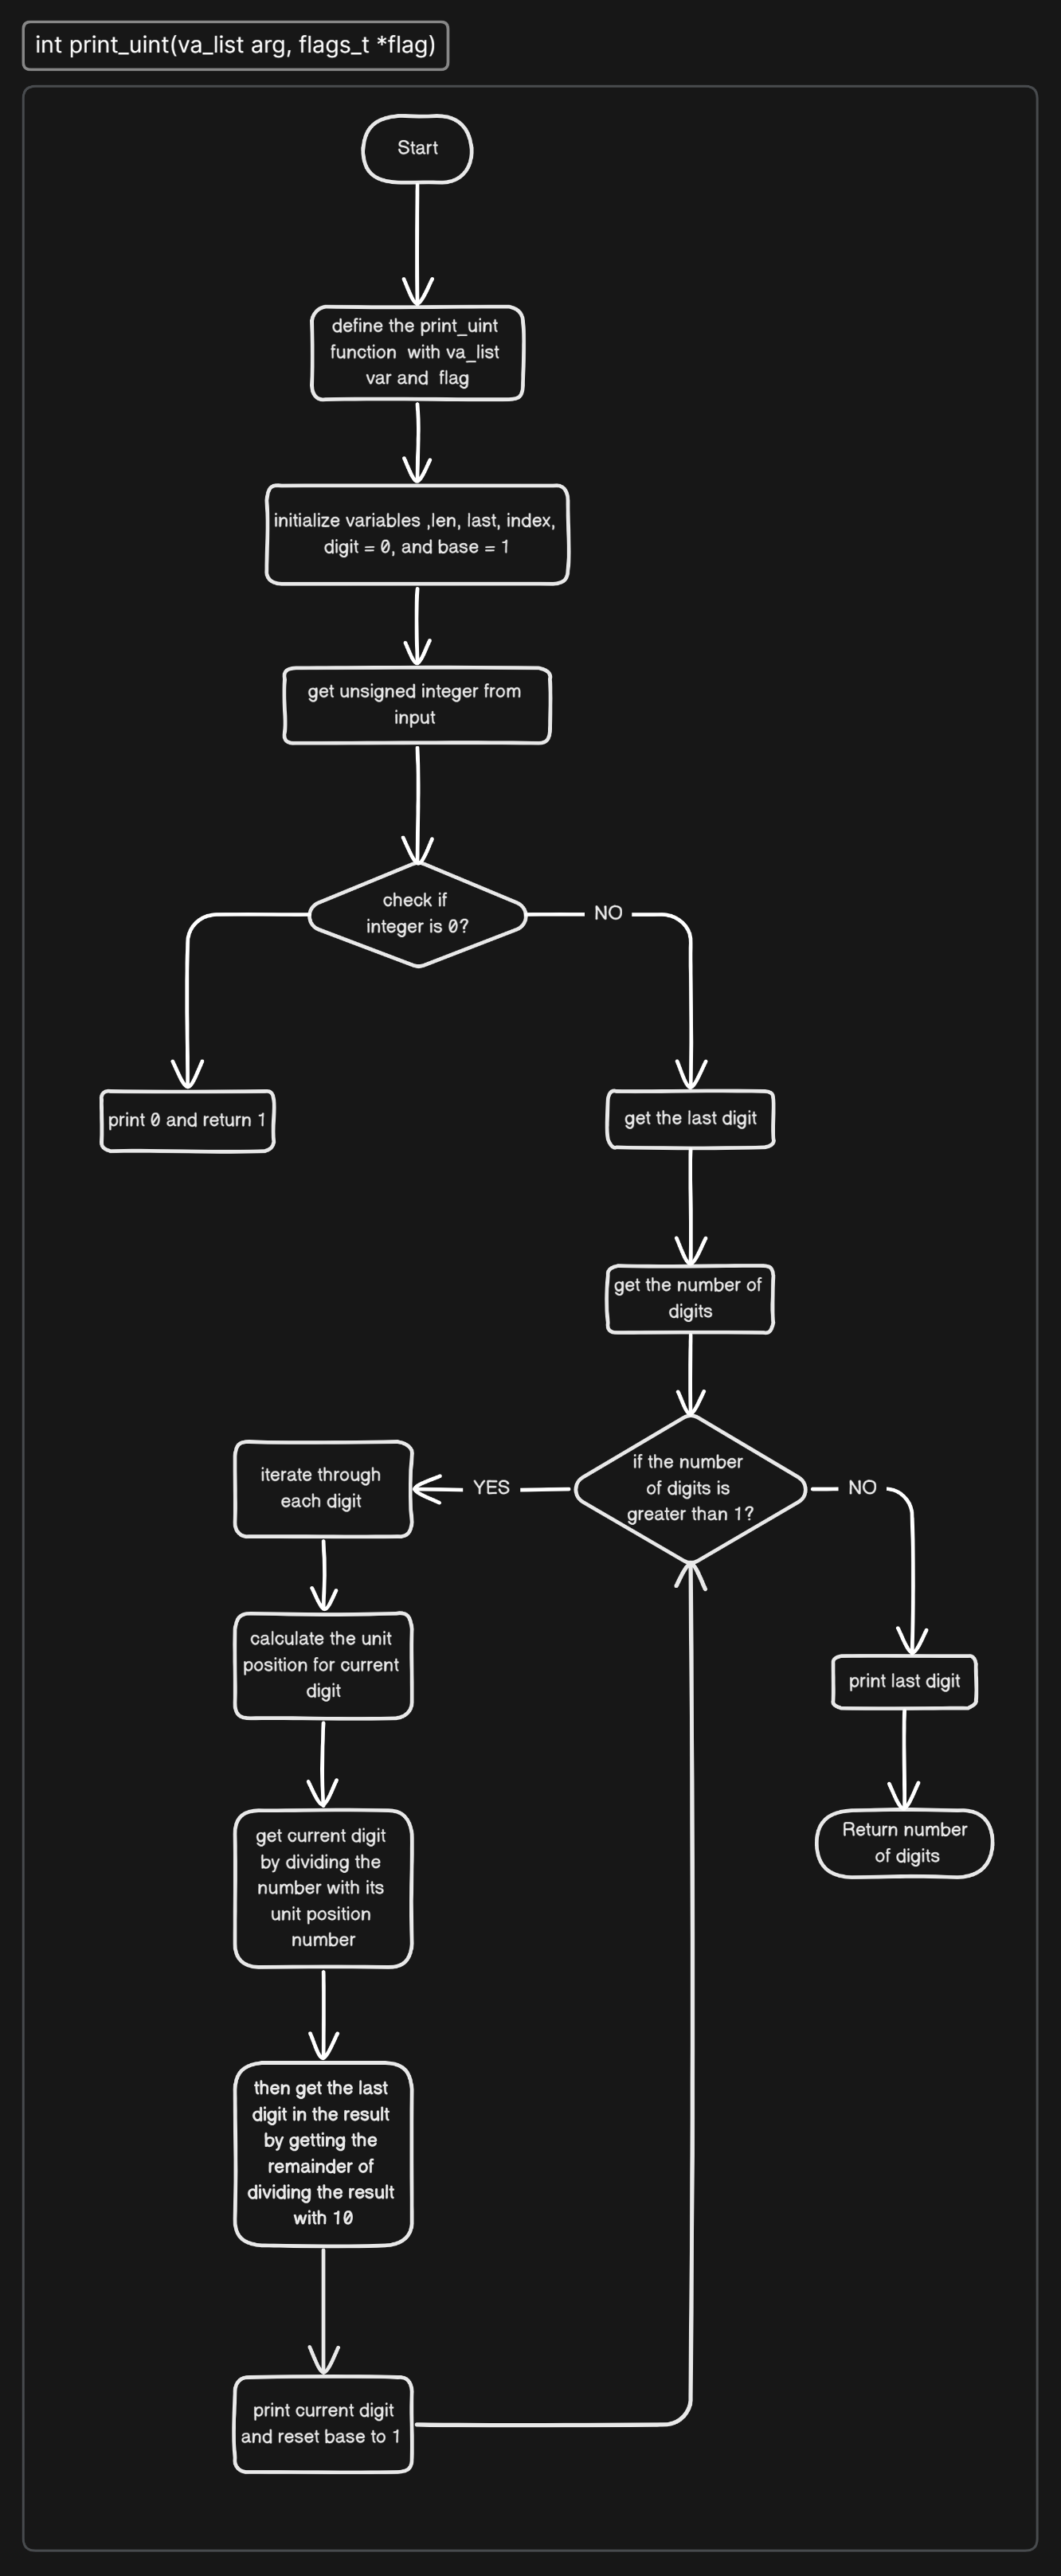 int print_uint(va_list arg, flags_t *flag)
Start
define the print_uint
function  with va_list
var and  flag
initialize variables ,len, last, index,
digit = 0, and base = 1
get unsigned integer from
input
check if
integer is 0?
NO
print 0 and return 1
get the last digit
get the number of
digits
if the number
of digits is
greater than 1?
YES
NO
iterate through
each digit
calculate the unit
position for current
digit
print last digit
get current digit
by dividing the
number with its
unit position
number
Return number
of digits
then get the last
digit in the result
by getting the
remainder of
dividing the result
with 10
print current digit
and reset base to 1